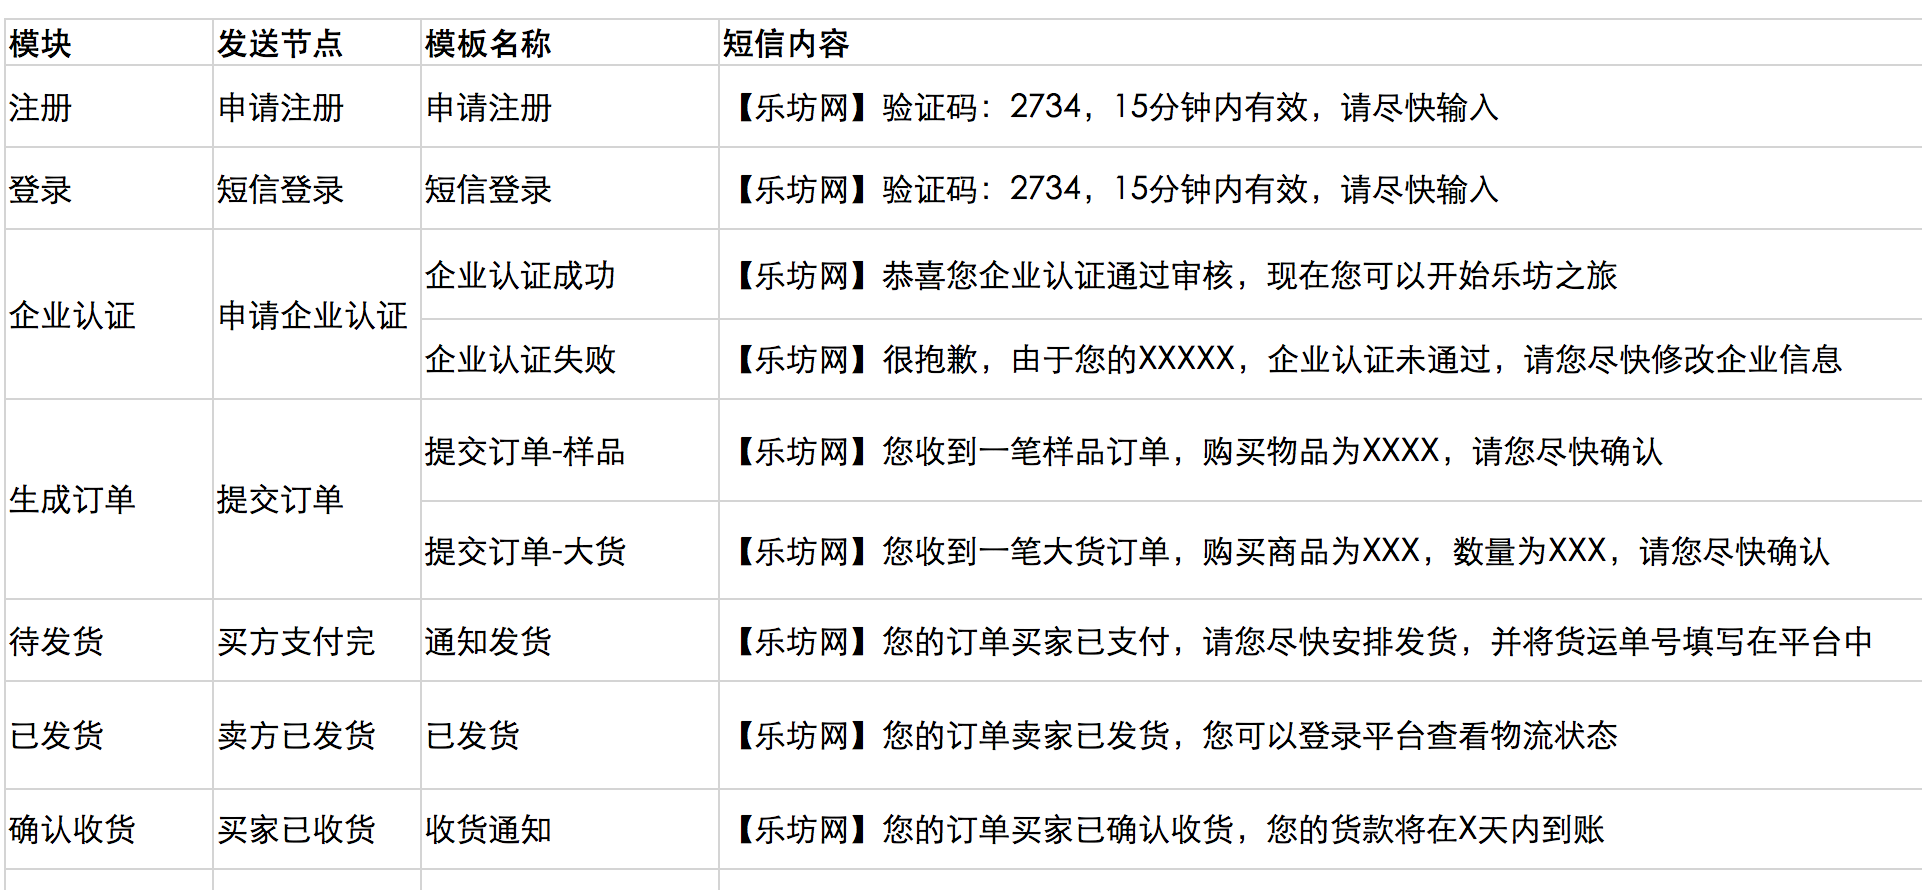 模块 发送节点 模板名称 短信内容
注册 申请注册 申请注册 【乐坊网】验证码：2734，15分钟内有效，请尽快输入
登录 短信登录 短信登录 【乐坊网】验证码：2734，15分钟内有效，请尽快输入
企业认证 申请企业认证 企业认证成功 【乐坊网】恭喜您企业认证通过审核，现在您可以开始乐坊之旅
企业认证失败 【乐坊网】很抱歉，由于您的XXXXX，企业认证未通过，请您尽快修改企业信息
生成订单 提交订单 提交订单-样品 【乐坊网】您收到一笔样品订单，购买物品为XXXX，请您尽快确认
提交订单-大货 【乐坊网】您收到一笔大货订单，购买商品为XXX，数量为XXX，请您尽快确认
待发货 买方支付完 通知发货 【乐坊网】您的订单买家已支付，请您尽快安排发货，并将货运单号填写在平台中
已发货 卖方已发货 已发货 【乐坊网】您的订单卖家已发货，您可以登录平台查看物流状态
确认收货 买家已收货 收货通知 【乐坊网】您的订单买家已确认收货，您的货款将在X天内到账